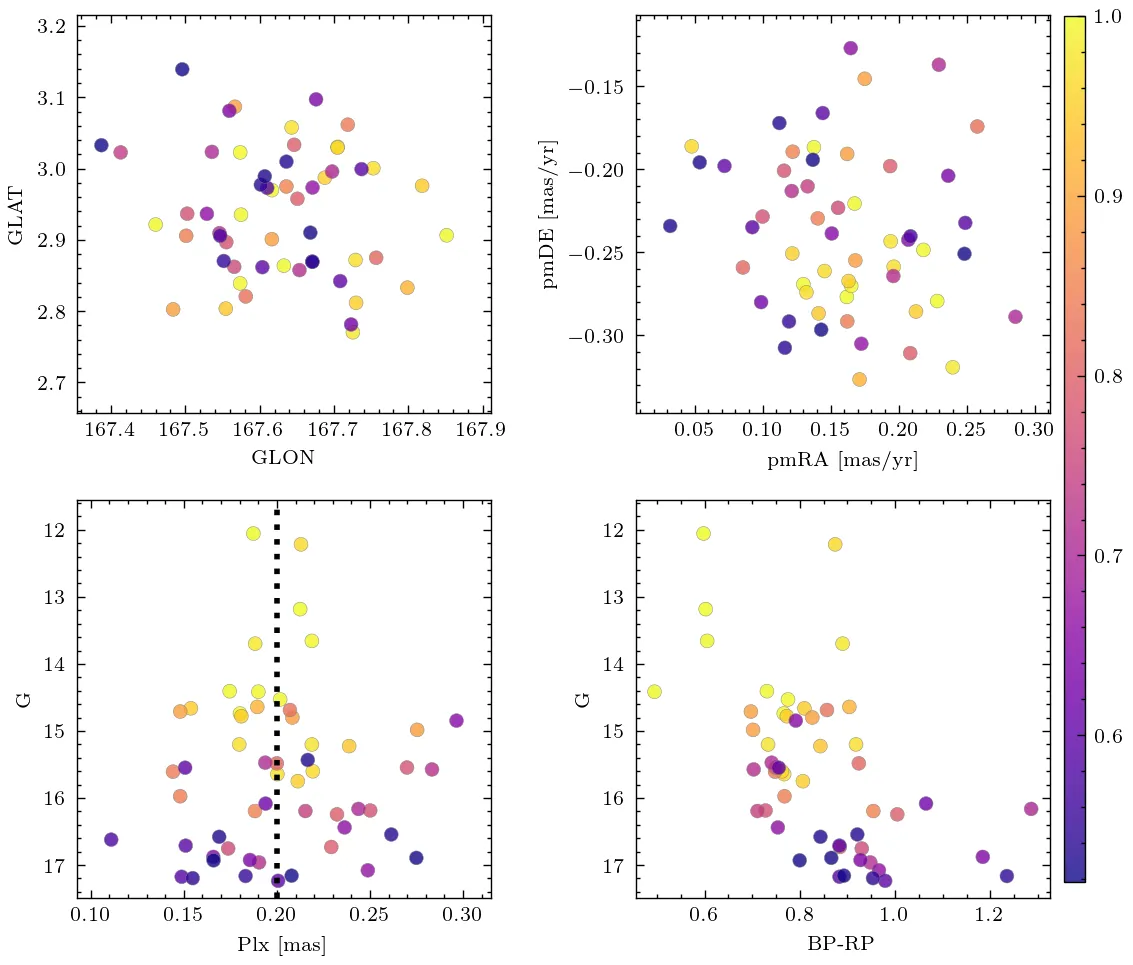 3.2
3.1
3.0
2.9
2.8
2.7
GLAT
167.4 167.5 167.6 167.7 167.8 167.9
GLON
−0.15
−0.20
−0.25
−0.30
pmDE [mas/yr]
0.05 0.10 0.15 0.20 0.25 0.30
pmRA [mas/yr]
1.0
0.9
0.8
0.7
0.6
12
13
14
15
16
17
G
0.10 0.15 0.20 0.25 0.30
Plx [mas]
12
13
14
15
16
17
G
0.6 0.8 1.0 1.2
BP-RP